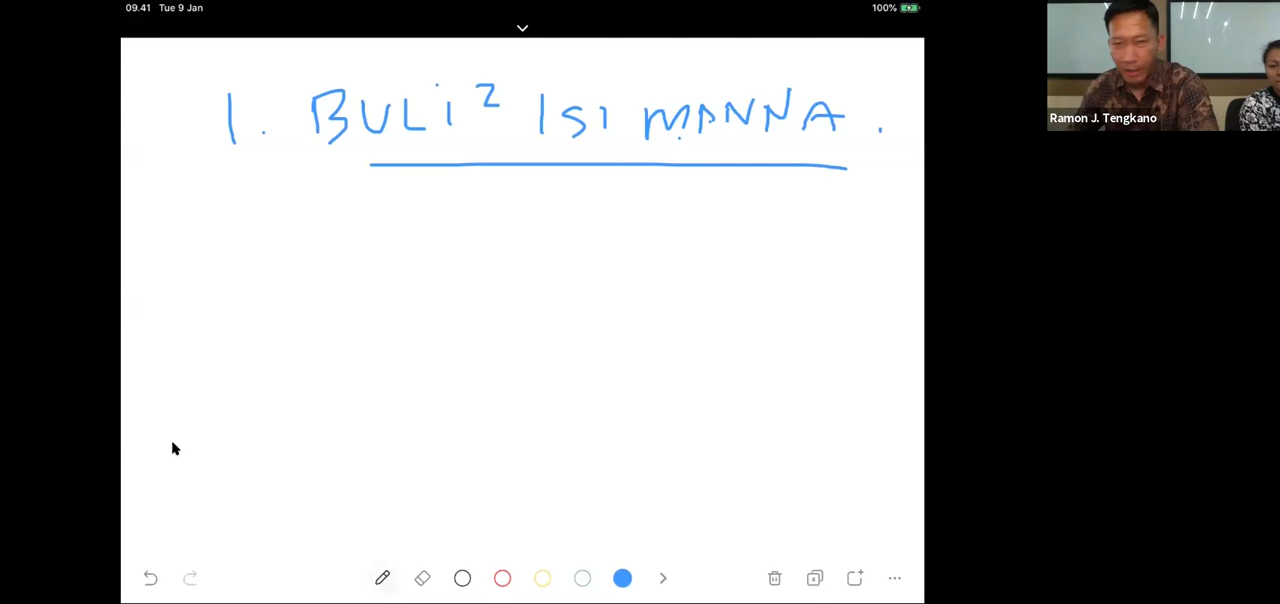 09.41 Tue 9 Jan
100%
1. BULi² ISI MANNA.
Ramon J. Tengkano